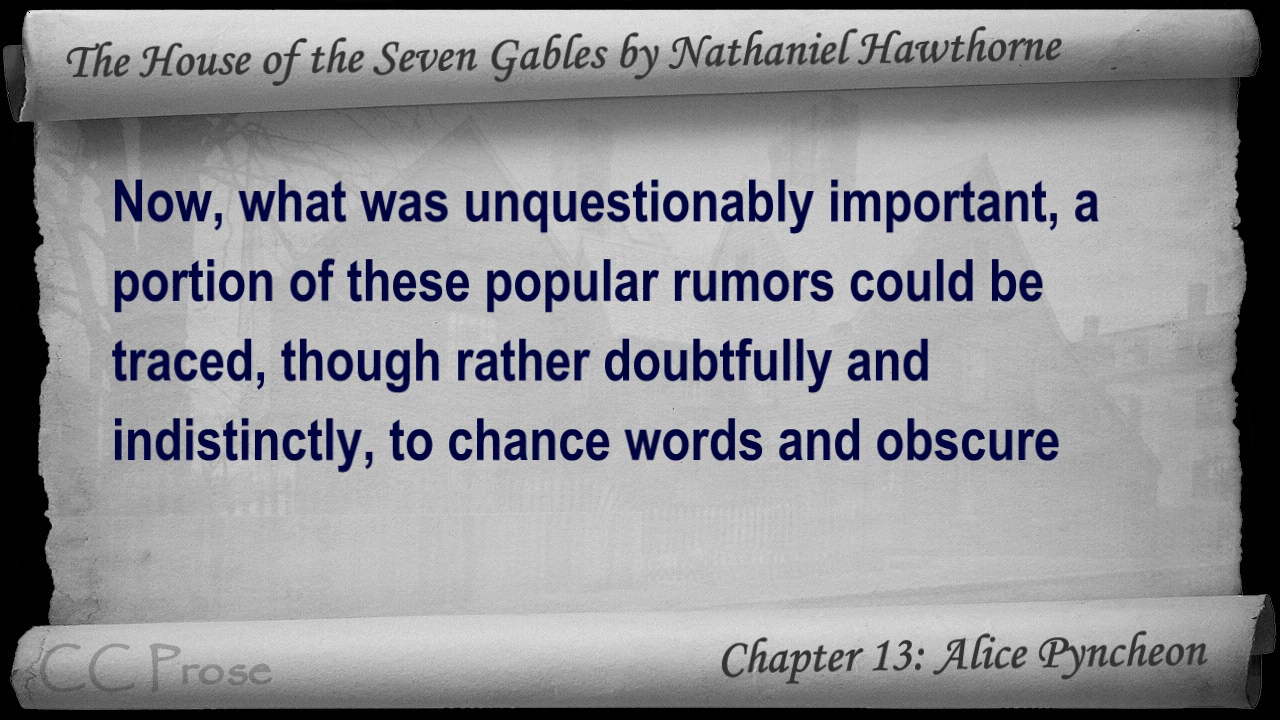 The House of the Seven Gables by Nathaniel Hawthorne
Now, what was unquestionably important, a
portion of these popular rumors could be
traced, though rather doubtfully and
indistinctly, to chance words and obscure
CC Prose
Chapter 13: Alice Pyncheon